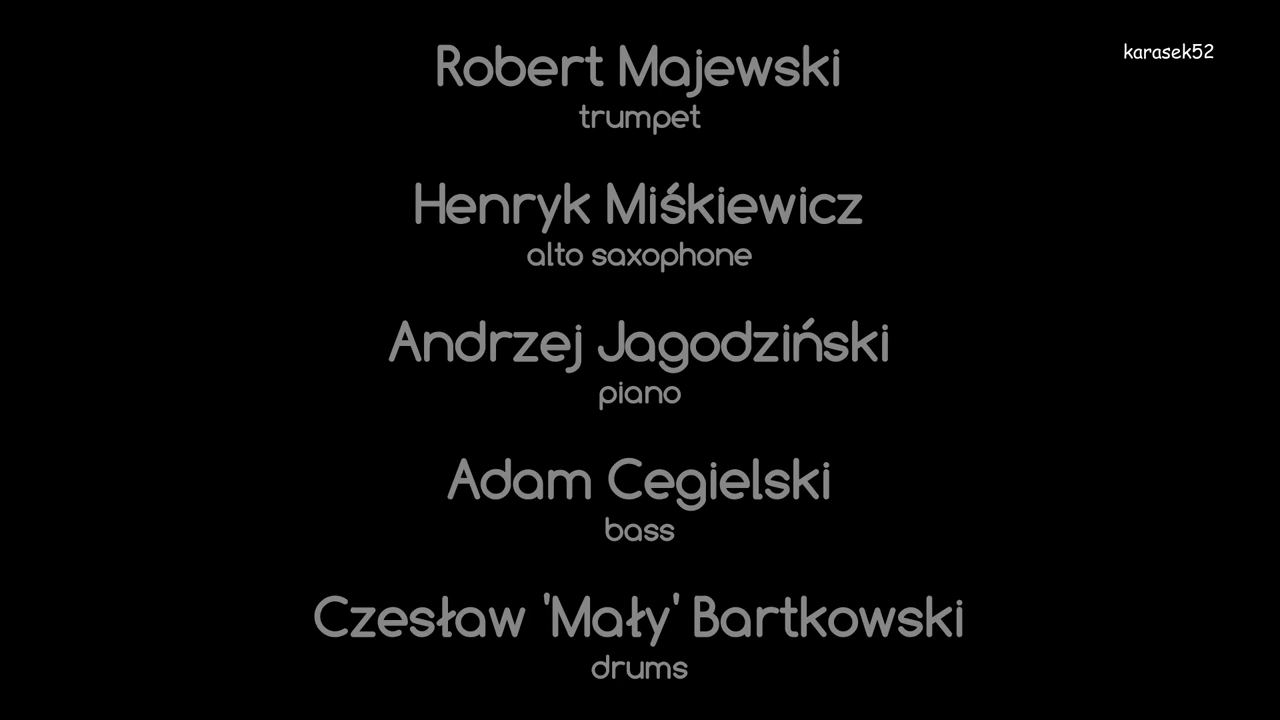 karasek52
Robert Majewski
trumpet
Henryk Miśkiewicz
alto saxophone
Andrzej Jagodziński
piano
Adam Cegielski
bass
Czesław 'Mały' Bartkowski
drums